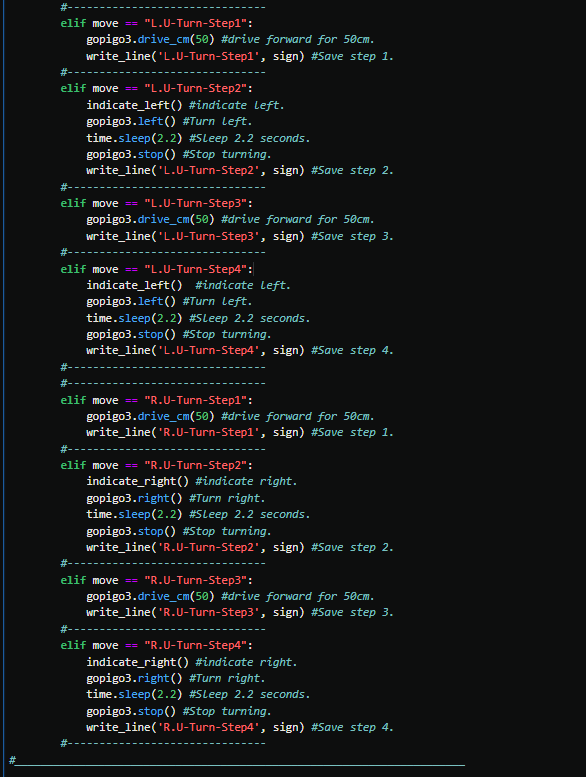 #-------------------------------
elif move == "L.U-Turn-Step1":
gopigo3.drive_cm(50) #drive forward for 50cm.
write_line('L.U-Turn-Step1', sign) #Save step 1.
#-------------------------------
elif move == "L.U-Turn-Step2":
indicate_left() #indicate left.
gopigo3.left() #Turn left.
time.sleep(2.2) #Sleep 2.2 seconds.
gopigo3.stop() #Stop turning.
write_line('L.U-Turn-Step2', sign) #Save step 2.
#-------------------------------
elif move == "L.U-Turn-Step3":
gopigo3.drive_cm(50) #drive forward for 50cm.
write_line('L.U-Turn-Step3', sign) #Save step 3.
#-------------------------------
elif move == "L.U-Turn-Step4":
indicate_left()  #indicate left.
gopigo3.left() #Turn left.
time.sleep(2.2) #Sleep 2.2 seconds.
gopigo3.stop() #Stop turning.
write_line('L.U-Turn-Step4', sign) #Save step 4.
#-------------------------------
#-------------------------------
elif move == "R.U-Turn-Step1":
gopigo3.drive_cm(50) #drive forward for 50cm.
write_line('R.U-Turn-Step1', sign) #Save step 1.
#-------------------------------
elif move == "R.U-Turn-Step2":
indicate_right() #indicate right.
gopigo3.right() #Turn right.
time.sleep(2.2) #Sleep 2.2 seconds.
gopigo3.stop() #Stop turning.
write_line('R.U-Turn-Step2', sign) #Save step 2.
#-------------------------------
elif move == "R.U-Turn-Step3":
gopigo3.drive_cm(50) #drive forward for 50cm.
write_line('R.U-Turn-Step3', sign) #Save step 3.
#-------------------------------
elif move == "R.U-Turn-Step4":
indicate_right() #indicate right.
gopigo3.right() #Turn right.
time.sleep(2.2) #Sleep 2.2 seconds.
gopigo3.stop() #Stop turning.
write_line('R.U-Turn-Step4', sign) #Save step 4.
#-------------------------------
#______________________________________________________________________